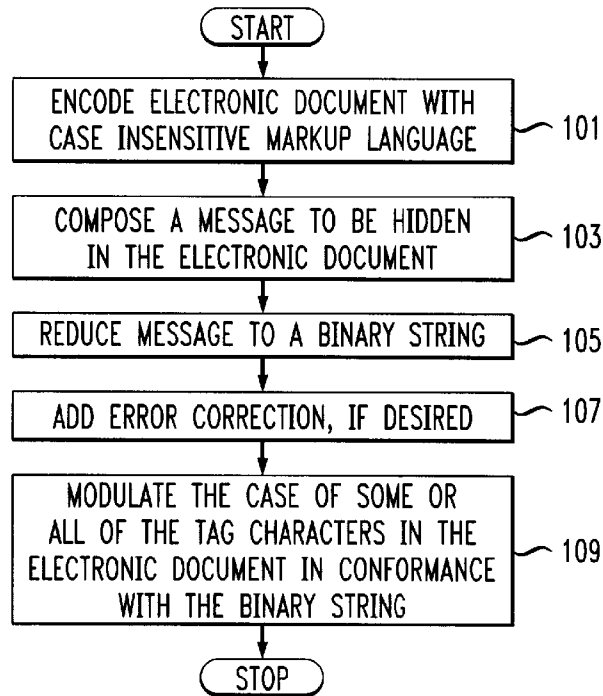 START
ENCODE ELECTRONIC DOCUMENT WITH
CASE INSENSITIVE MARKUP LANGUAGE
101
COMPOSE A MESSAGE TO BE HIDDEN
IN THE ELECTRONIC DOCUMENT
103
REDUCE MESSAGE TO A BINARY STRING
105
ADD ERROR CORRECTION, IF DESIRED
107
MODULATE THE CASE OF SOME OR
ALL OF THE TAG CHARACTERS IN THE
ELECTRONIC DOCUMENT IN CONFORMANCE
WITH THE BINARY STRING
109
STOP